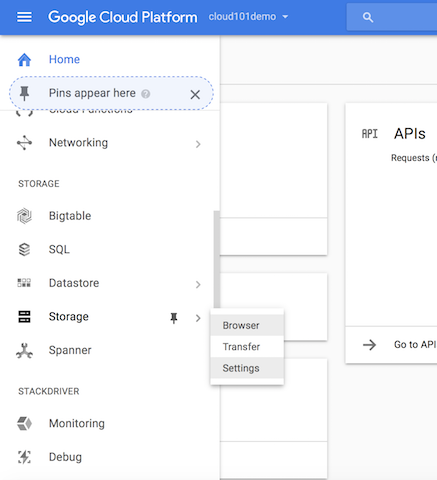 Google Cloud Platform
cloud101demo
Home
Pins appear here
Cloud Functions
Networking
STORAGE
Bigtable
SQL
Datastore
Storage
Browser
Transfer
Settings
Spanner
STACKDRIVER
Monitoring
Debug
API
APIs
Requests (
Go to API